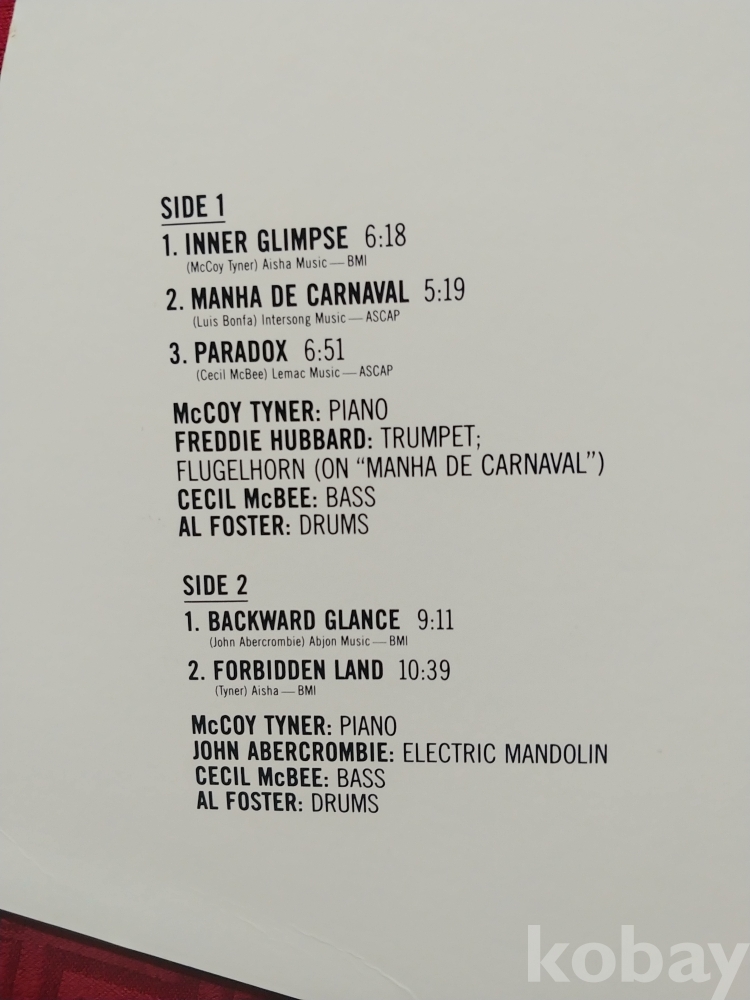 SIDE 1
1. INNER GLIMPSE 6:18
(McCoy Tyner) Aisha Music — BMI
2. MANHA DE CARNAVAL 5:19
(Luis Bonfa) Intersong Music — ASCAP
3. PARADOX 6:51
(Cecil McBee) Lemac Music — ASCAP
McCOY TYNER: PIANO
FREDDIE HUBBARD: TRUMPET;
FLUGELHORN (ON “MANHA DE CARNAVAL”)
CECIL McBEE: BASS
AL FOSTER: DRUMS
SIDE 2
1. BACKWARD GLANCE 9:11
(John Abercrombie) Abjon Music — BMI
2. FORBIDDEN LAND 10:39
(Tyner) Aisha — BMI
McCOY TYNER: PIANO
JOHN ABERCROMBIE: ELECTRIC MANDOLIN
CECIL McBEE: BASS
AL FOSTER: DRUMS
kobay